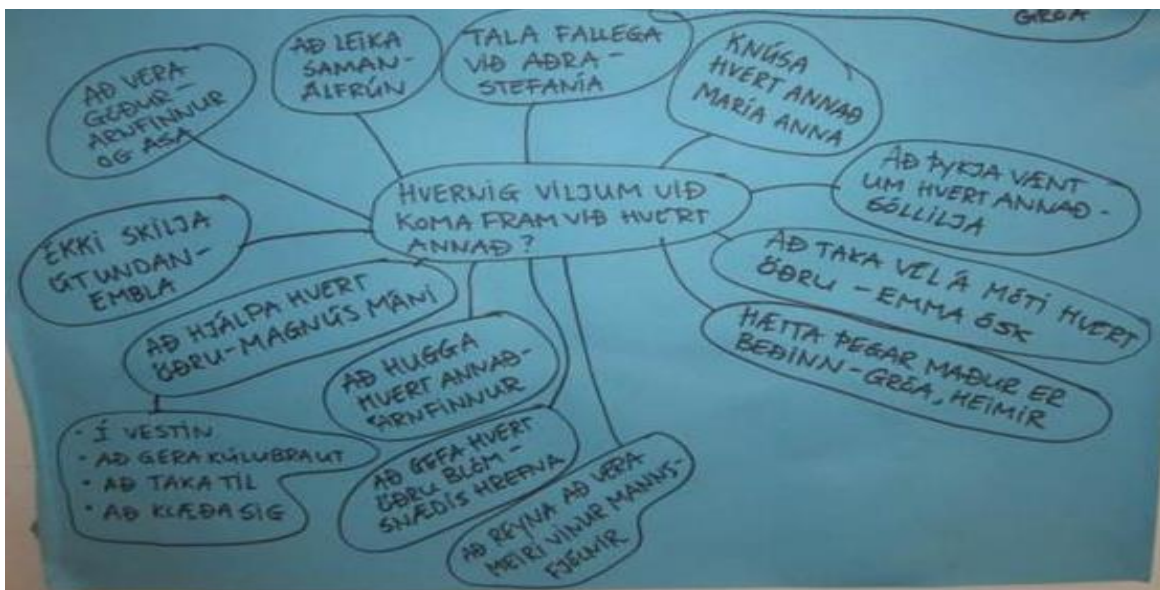 GRÓA
AÐ VERA
GÓÐUR -
ARNFINNUR
OG ASA
AÐ LEIKA
SAMAN -
ÁLFRÚN
TALA FALLEGA
VIÐ AÐRA -
STEFANÍA
KNÚSA
HVERT ANNAÐ
MARÍA ANNA
HVERNIG VILJUM VIÐ
KOMA FRAM VIÐ HVERT
ANNAÐ?
AÐ ÞYKJA VÆNT
UM HVERT ANNAÐ -
SÓLLILJA
EKKI SKILJA
ÚTUNDAN -
EMBLA
AÐ TAKA VEL Á MÓTI HVERT
ÖÐRU - EMMA ÓSK
AÐ HJÁLPA HVERT
ÖÐRU - MAGNÚS MÁNI
HÆTTA ÞEGAR MAÐUR ER
BEÐINN - GRÓA, HEIMIR
AÐ HUGGA
HVERT ANNAÐ -
ARNFINNUR
· Í VESTIN
· AÐ GERA KÚLUBRAUT
· AÐ TAKA TIL
· AÐ KLÆÐA SIG
AÐ GEFA HVERT
ÖÐRU BLÓM -
SNÆDÍS HREFNA
AÐ REYNA AÐ VERA
MEIRI VINUR MANNS -
FJÖLNIR